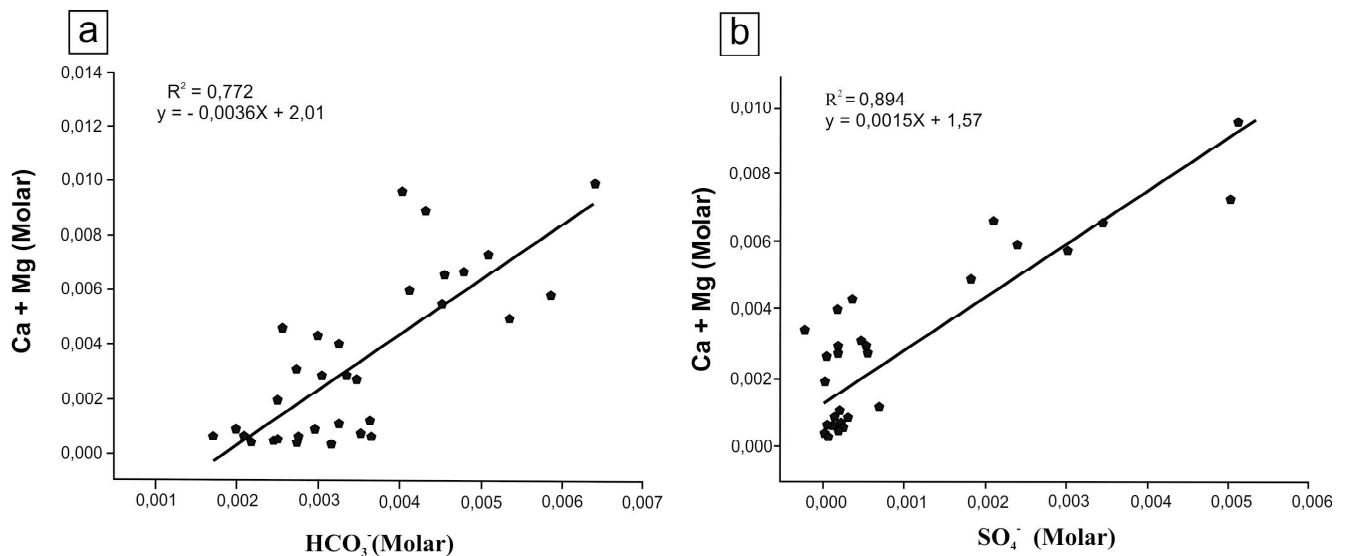 a
R² = 0,772
y = - 0,0036X + 2,01
0,014
0,012
0,010
0,008
0,006
0,004
0,002
0,000
Ca + Mg (Molar)
0,001 0,002 0,003 0,004 0,005 0,006 0,007
HCO₃⁻(Molar)
b
R² = 0,894
y = 0,0015X + 1,57
0,010
0,008
0,006
0,004
0,002
0,000
Ca + Mg (Molar)
0,000 0,001 0,002 0,003 0,004 0,005 0,006
SO₄⁻ (Molar)